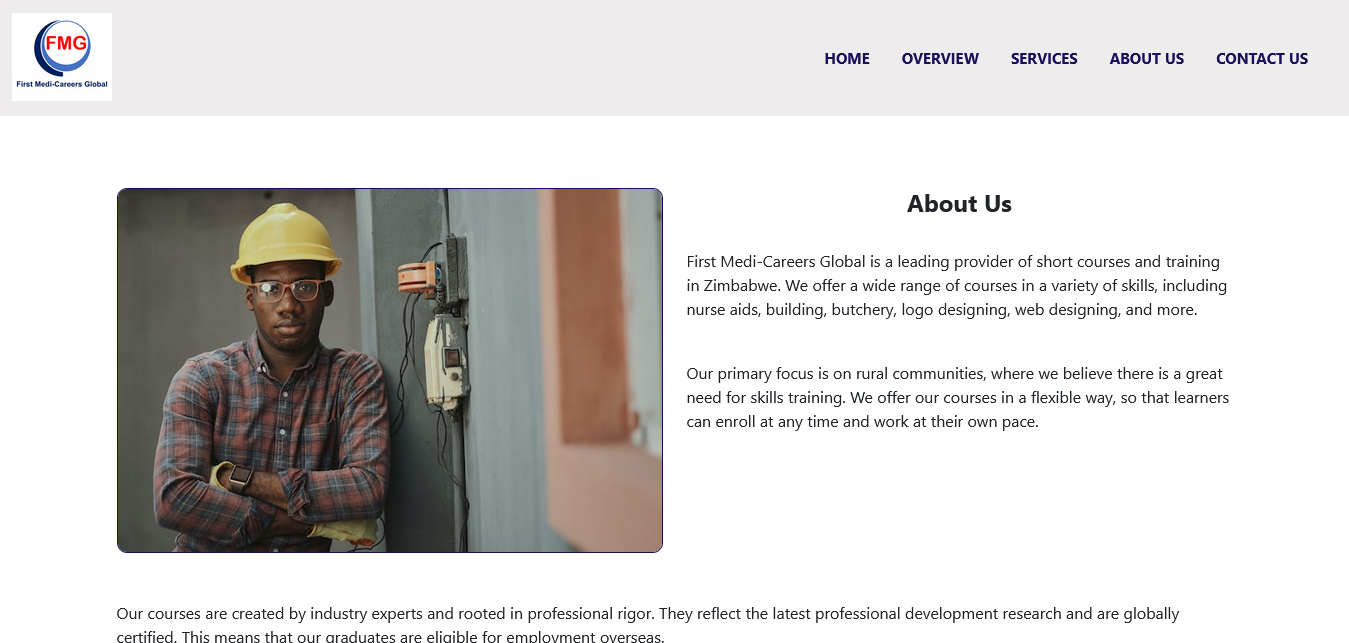 FMG
First Medi-Careers Global
HOME OVERVIEW SERVICES ABOUT US CONTACT US
About Us
First Medi-Careers Global is a leading provider of short courses and training
in Zimbabwe. We offer a wide range of courses in a variety of skills, including
nurse aids, building, butchery, logo designing, web designing, and more.
Our primary focus is on rural communities, where we believe there is a great
need for skills training. We offer our courses in a flexible way, so that learners
can enroll at any time and work at their own pace.
Our courses are created by industry experts and rooted in professional rigor. They reflect the latest professional development research and are globally
certified. This means that our graduates are eligible for employment overseas.